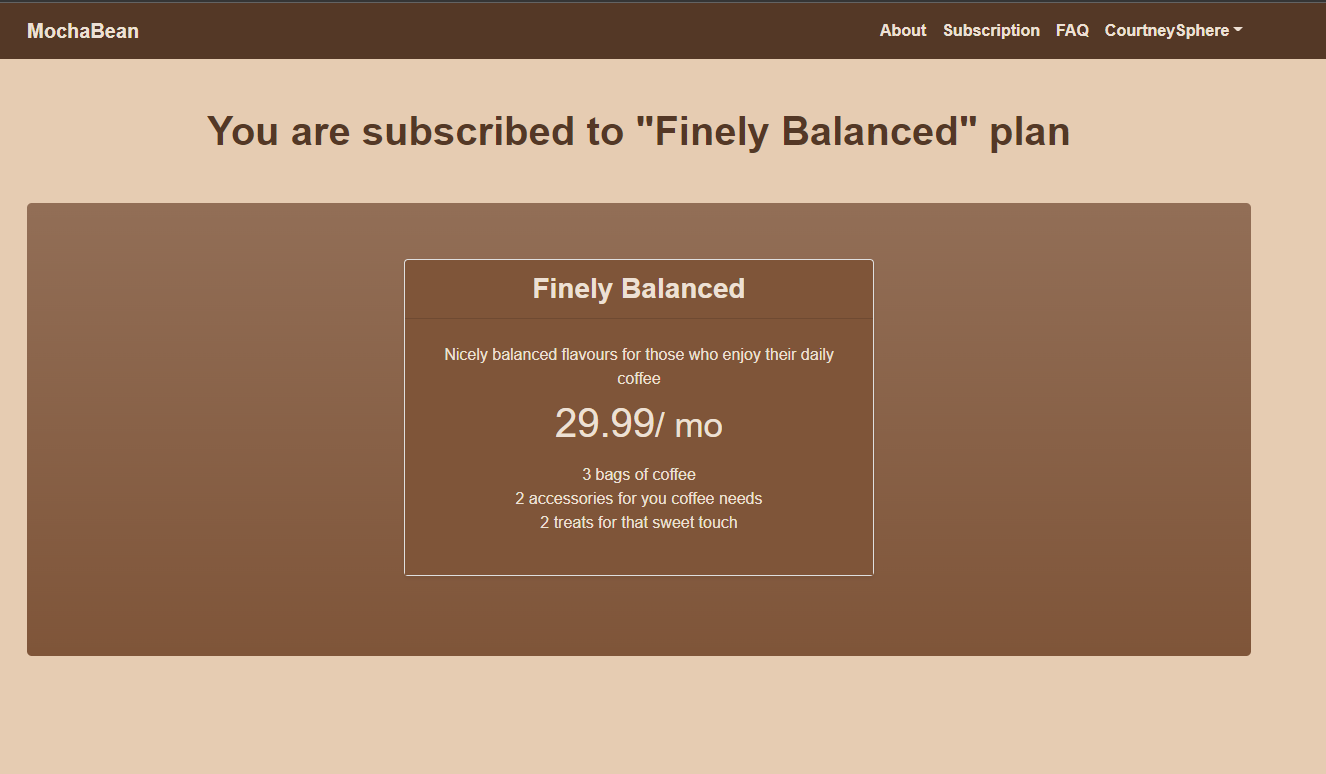 MochaBean
About Subscription FAQ CourtneySphere
You are subscribed to "Finely Balanced" plan
Finely Balanced
Nicely balanced flavours for those who enjoy their daily
coffee
29.99/ mo
3 bags of coffee
2 accessories for you coffee needs
2 treats for that sweet touch